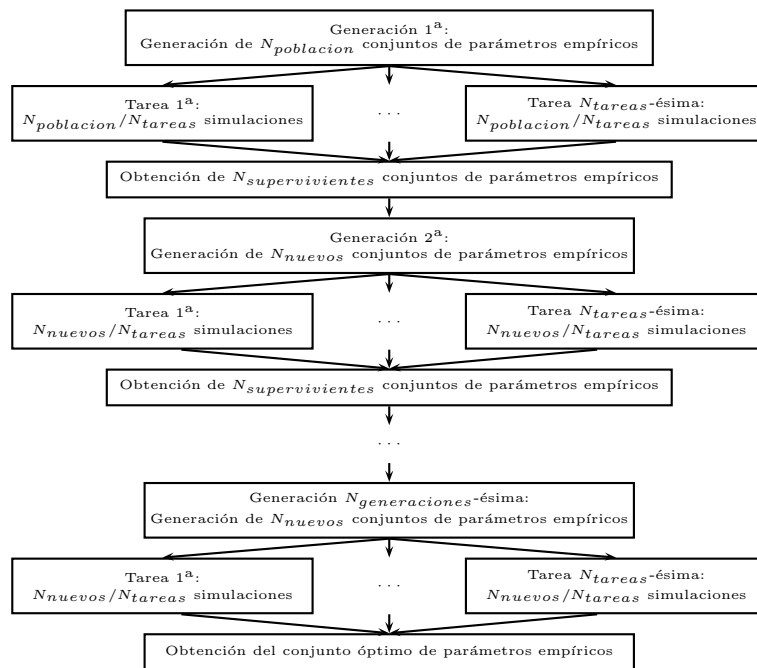 Generación 1ª:
Generación de N_poblacion conjuntos de parámetros empíricos
Tarea 1ª:
N_poblacion/N_tareas simulaciones
...
Tarea N_tareas-ésima:
N_poblacion/N_tareas simulaciones
Obtención de N_supervivientes conjuntos de parámetros empíricos
Generación 2ª:
Generación de N_nuevos conjuntos de parámetros empíricos
Tarea 1ª:
N_nuevos/N_tareas simulaciones
...
Tarea N_tareas-ésima:
N_nuevos/N_tareas simulaciones
Obtención de N_supervivientes conjuntos de parámetros empíricos
...
Generación N_generaciones-ésima:
Generación de N_nuevos conjuntos de parámetros empíricos
Tarea 1ª:
N_nuevos/N_tareas simulaciones
...
Tarea N_tareas-ésima:
N_nuevos/N_tareas simulaciones
Obtención del conjunto óptimo de parámetros empíricos